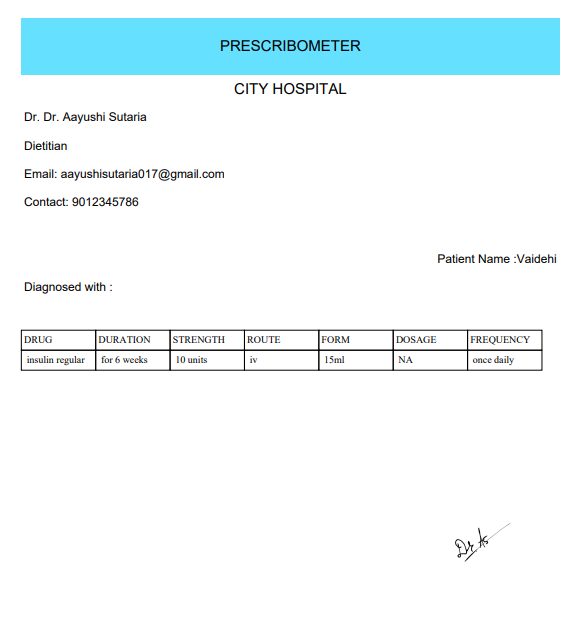 PRESCRIBOMETER
CITY HOSPITAL
Dr. Dr. Aayushi Sutaria
Dietitian
Email: aayushisutaria017@gmail.com
Contact: 9012345786
Patient Name :Vaidehi
Diagnosed with :
DRUG DURATION STRENGTH ROUTE FORM DOSAGE FREQUENCY
insulin regular for 6 weeks 10 units iv 15ml NA once daily